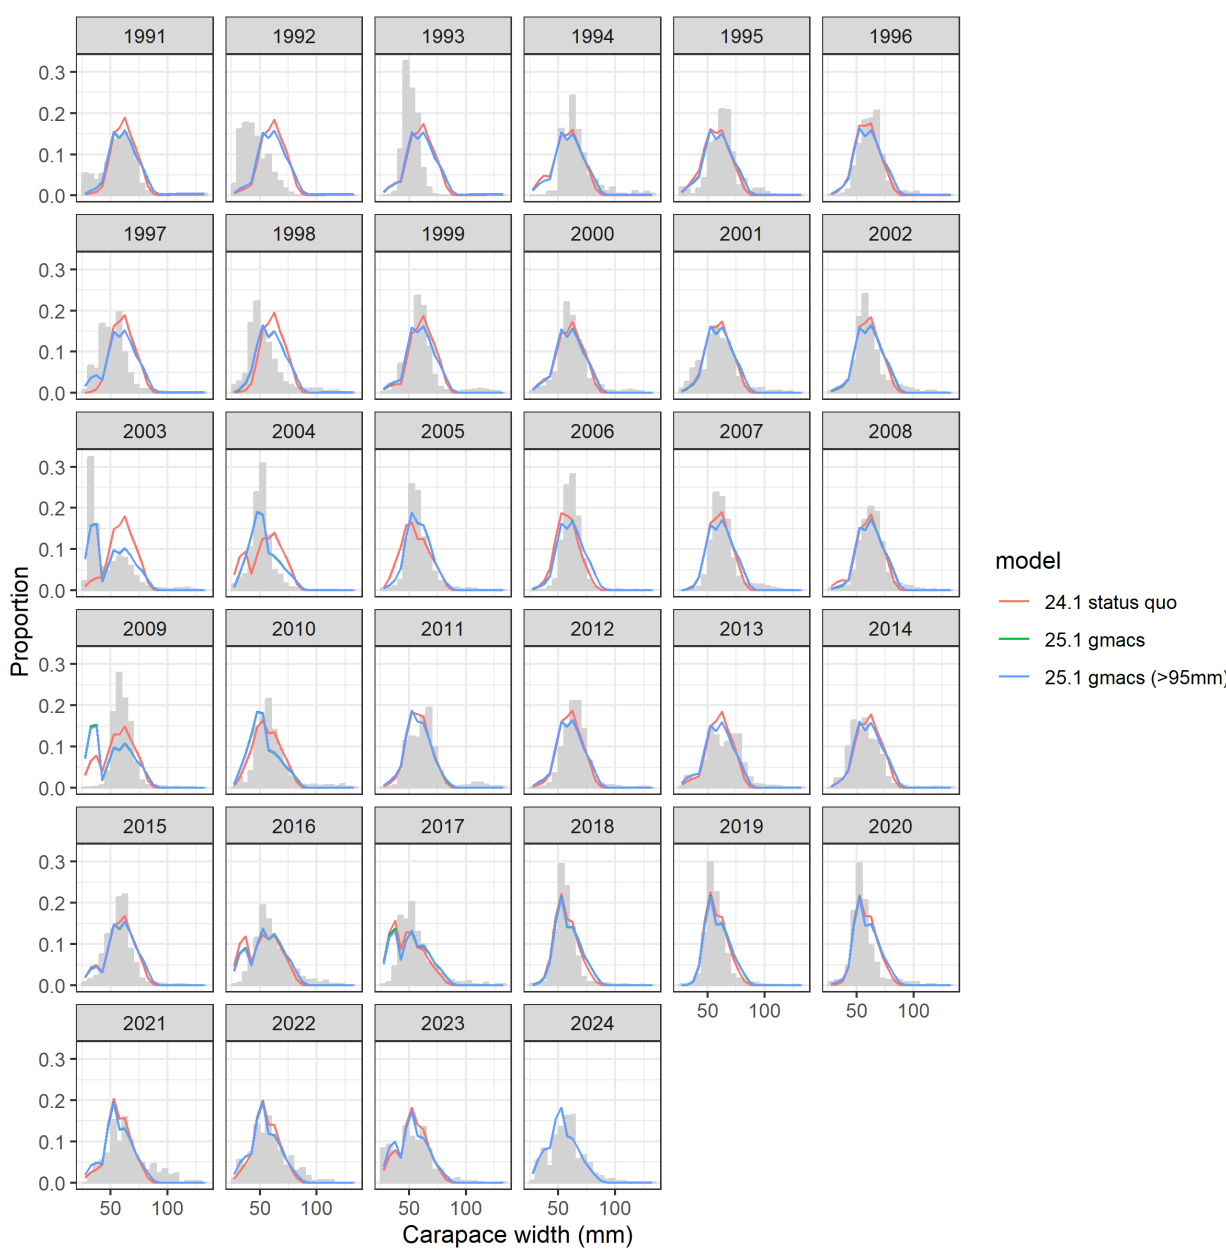 1991 1992 1993 1994 1995 1996
0.3
0.2
0.1
0.0
1997 1998 1999 2000 2001 2002
0.3
0.2
0.1
0.0
2003 2004 2005 2006 2007 2008
0.3
0.2
0.1
0.0
2009 2010 2011 2012 2013 2014
0.3
0.2
0.1
0.0
2015 2016 2017 2018 2019 2020
0.3
0.2
0.1
0.0
50 100 50 100
2021 2022 2023 2024
0.3
0.2
0.1
0.0
50 100 50 100 50 100 50 100
Carapace width (mm)
Proportion
model
24.1 status quo
25.1 gmacs
25.1 gmacs (>95mm)